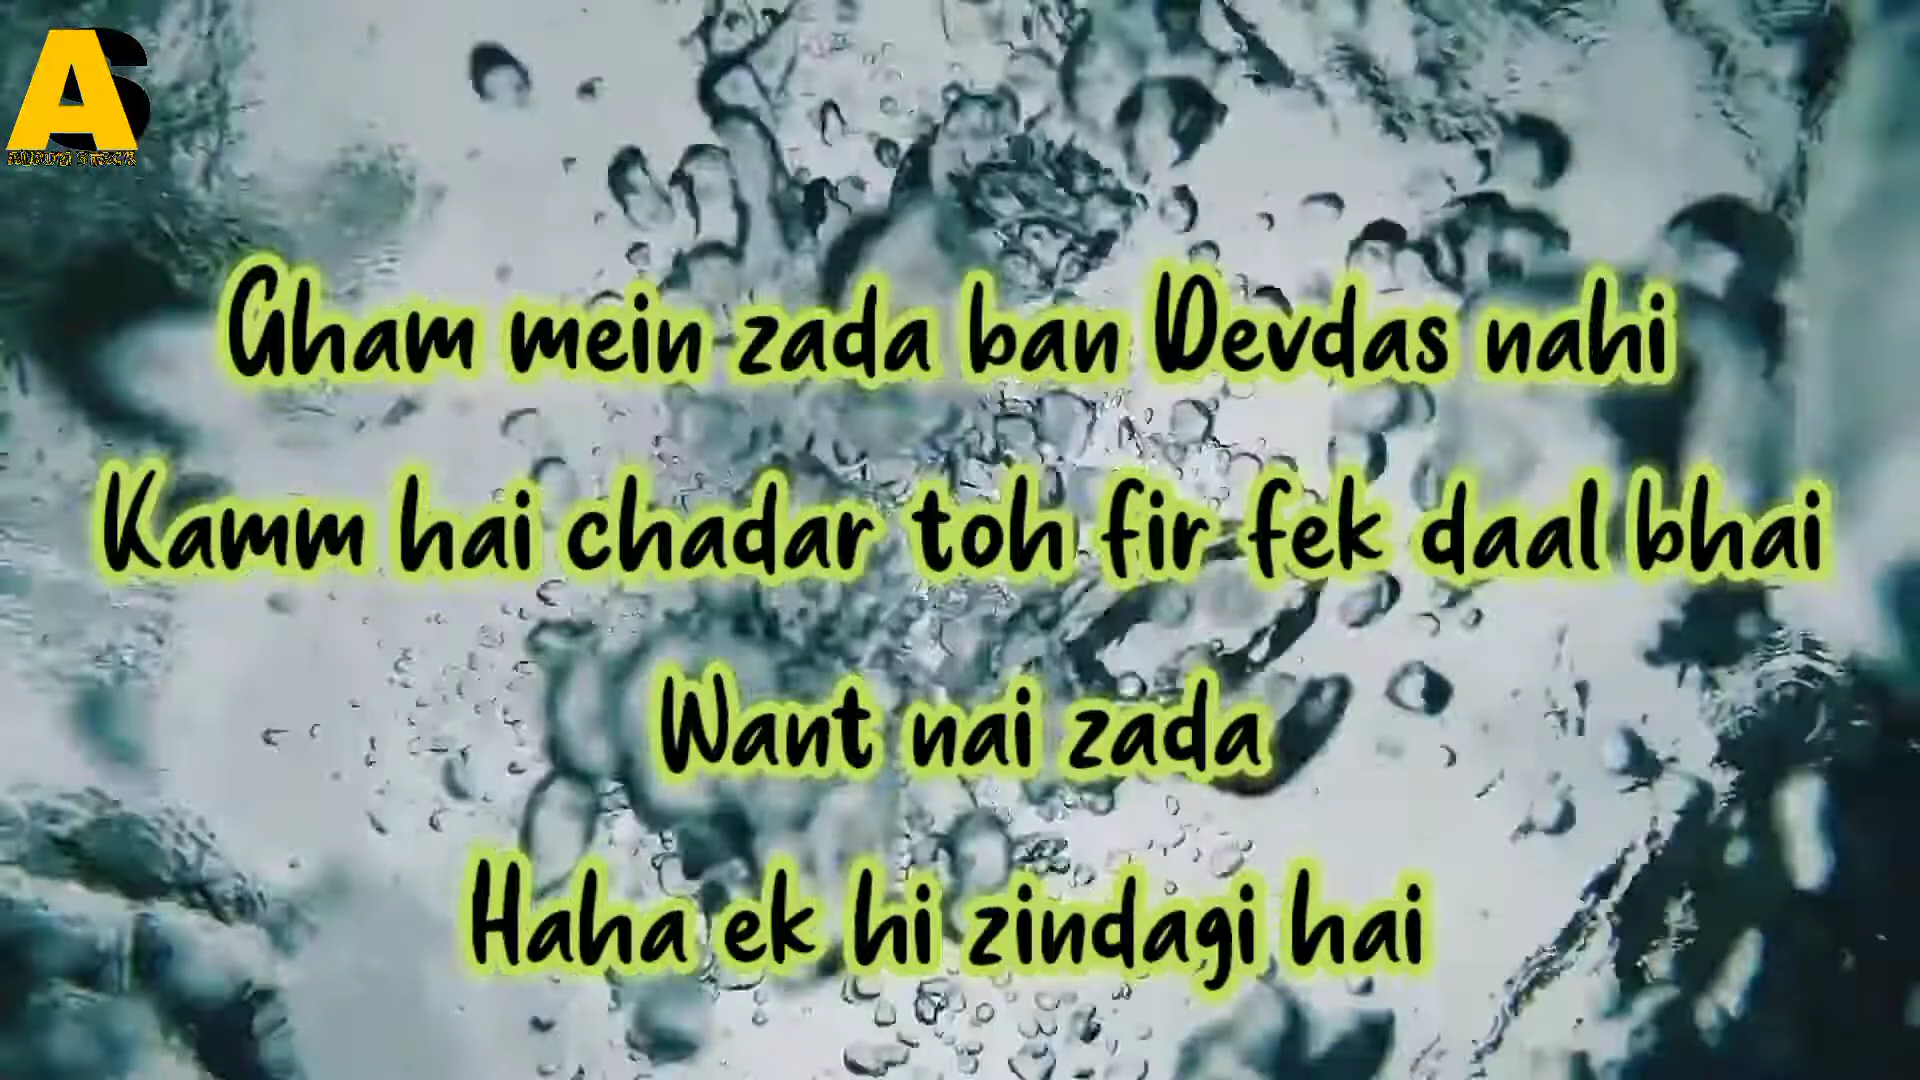 AS
Gham mein zada ban Devdas nahi
Kamm hai chadar toh fir fek daal bhai
Want nai zada
Haha ek hi zindagi hai